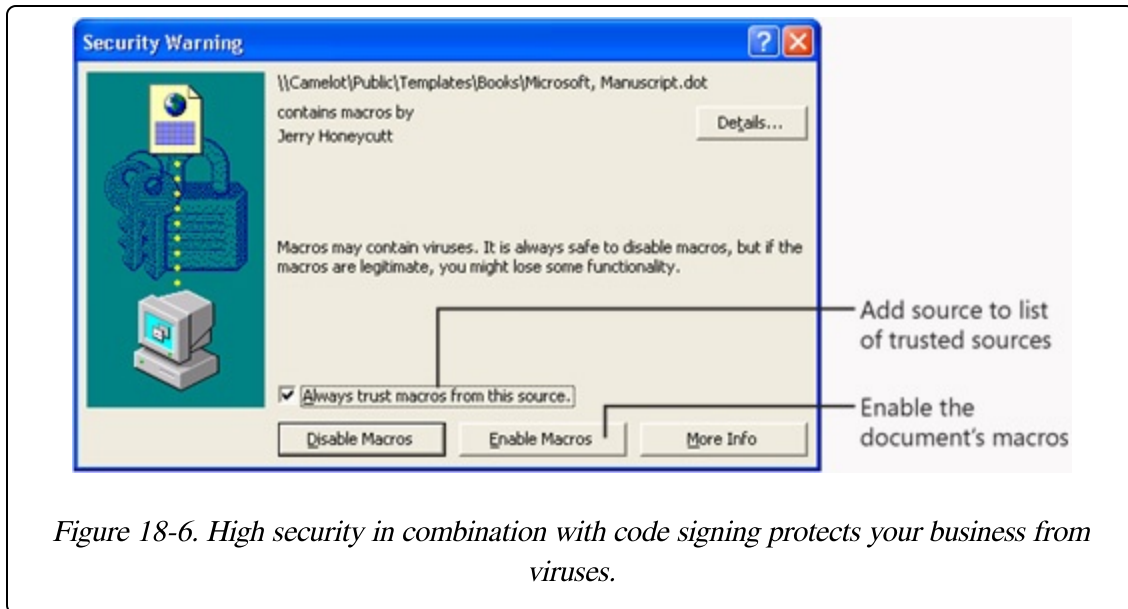 Security Warning
\\Camelot\Public\Templates\Books\Microsoft, Manuscript.dot
contains macros by
Jerry Honeycutt
Details...
Macros may contain viruses. It is always safe to disable macros, but if the
macros are legitimate, you might lose some functionality.
Add source to list
of trusted sources
Always trust macros from this source.
Enable the
document's macros
Disable Macros
Enable Macros
More Info
Figure 18-6. High security in combination with code signing protects your business from
viruses.